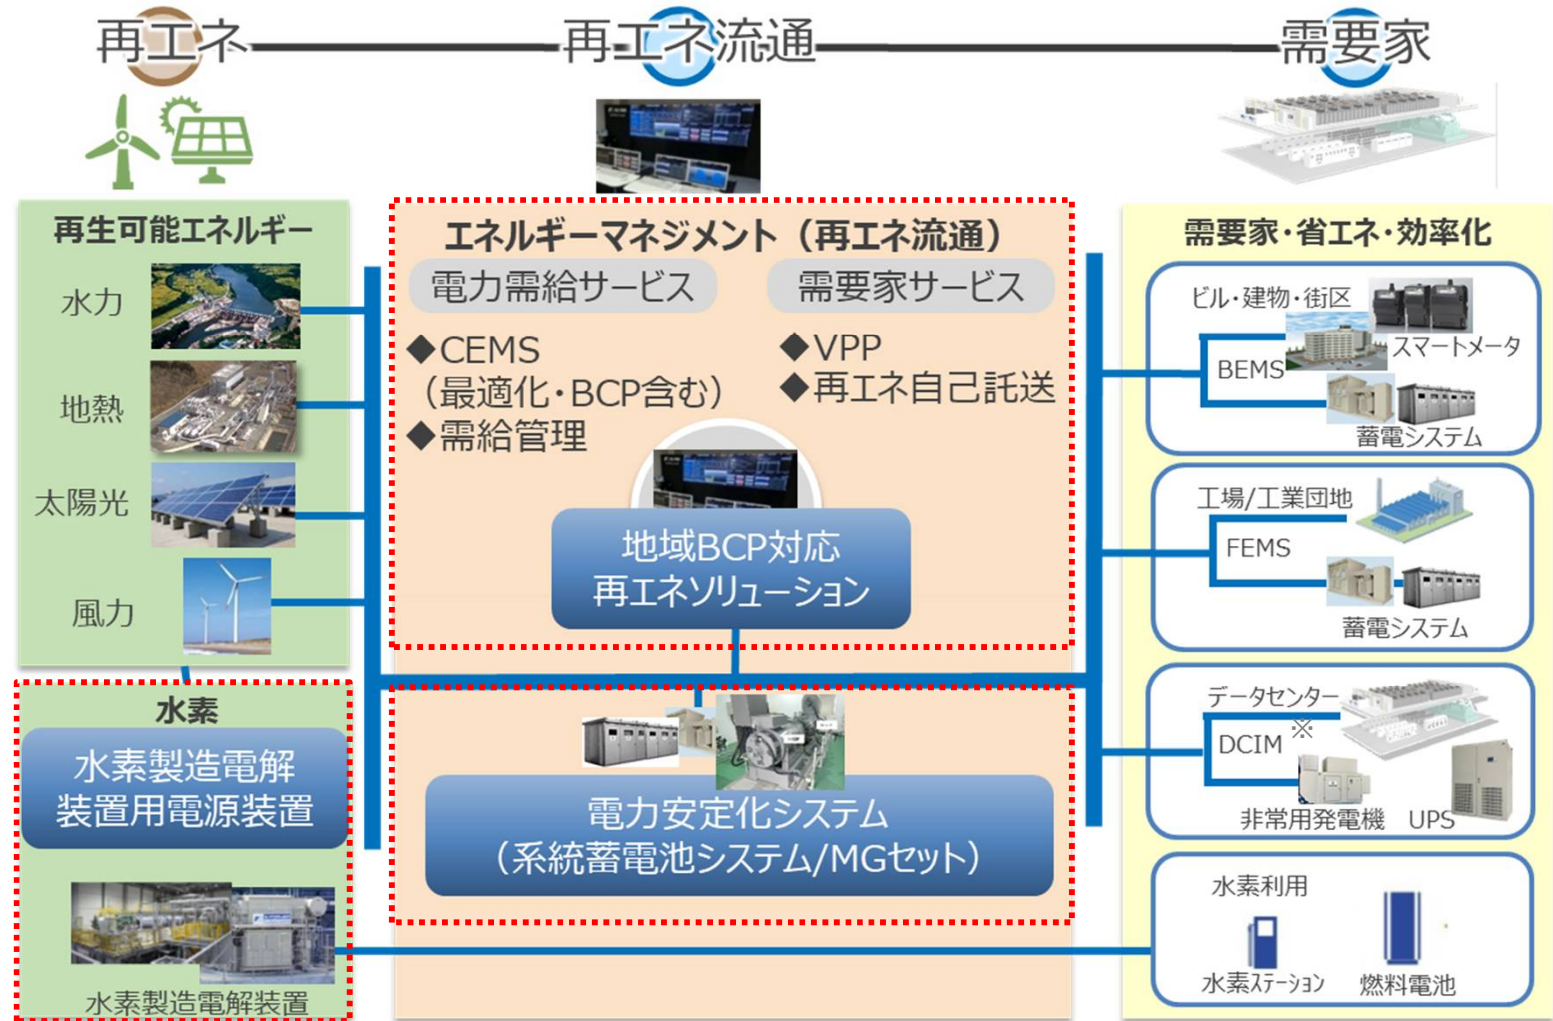 再エネ
再エネ流通
需要家
再生可能エネルギー
水力
地熱
太陽光
風力
水素
水素製造電解
装置用電源装置
水素製造電解装置
エネルギーマネジメント（再エネ流通）
電力需給サービス
◆CEMS
（最適化・BCP含む）
◆需給管理
需要家サービス
◆VPP
◆再エネ自己託送
地域BCP対応
再エネソリューション
電力安定化システム
（系統蓄電池システム/MGセット）
需要家・省エネ・効率化
ビル・建物・街区
スマートメータ
BEMS
蓄電システム
工場/工業団地
FEMS
蓄電システム
データセンター
DCIM ※
非常用発電機 UPS
水素利用
水素ステーション
燃料電池